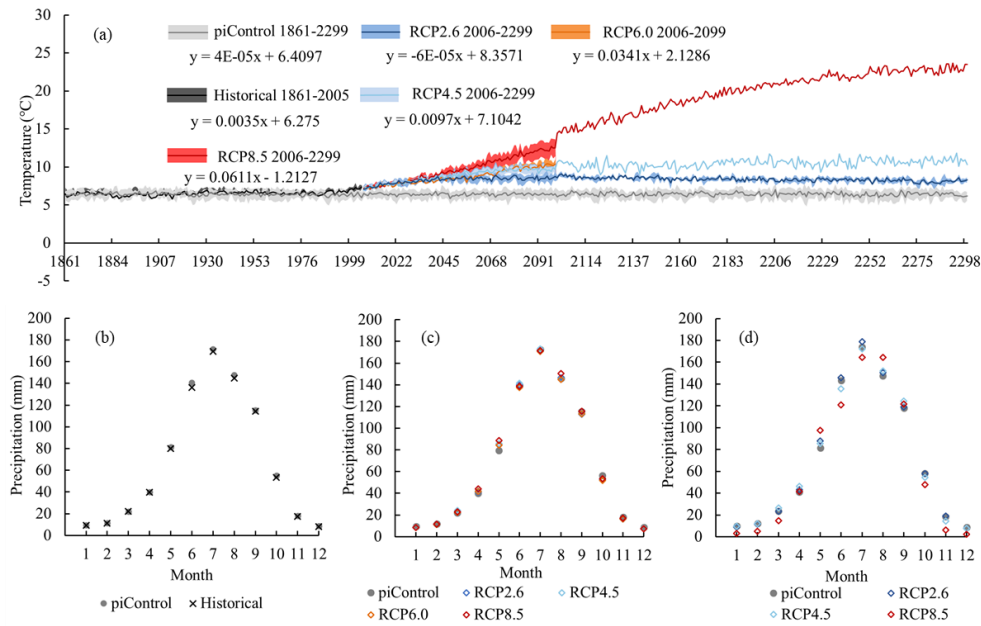 (a)
piControl 1861-2299
RCP2.6 2006-2299
RCP6.0 2006-2099
y = 4E-05x + 6.4097
y = -6E-05x + 8.3571
y = 0.0341x + 2.1286
Historical 1861-2005
RCP4.5 2006-2299
y = 0.0035x + 6.275
y = 0.0097x + 7.1042
RCP8.5 2006-2299
y = 0.0611x - 1.2127
Temperature (℃)
30
25
20
15
10
5
0
-5
1861 1884 1907 1930 1953 1976 1999 2022 2045 2068 2091 2114 2137 2160 2183 2206 2229 2252 2275 2298
(b)
Precipitation (mm)
200
180
160
140
120
100
80
60
40
20
0
1 2 3 4 5 6 7 8 9 10 11 12
Month
piControl Historical
(c)
Precipitation (mm)
200
180
160
140
120
100
80
60
40
20
0
1 2 3 4 5 6 7 8 9 10 11 12
Month
piControl RCP2.6 RCP4.5
RCP6.0 RCP8.5
(d)
Precipitation (mm)
200
180
160
140
120
100
80
60
40
20
0
1 2 3 4 5 6 7 8 9 10 11 12
Month
piControl RCP2.6
RCP4.5 RCP8.5